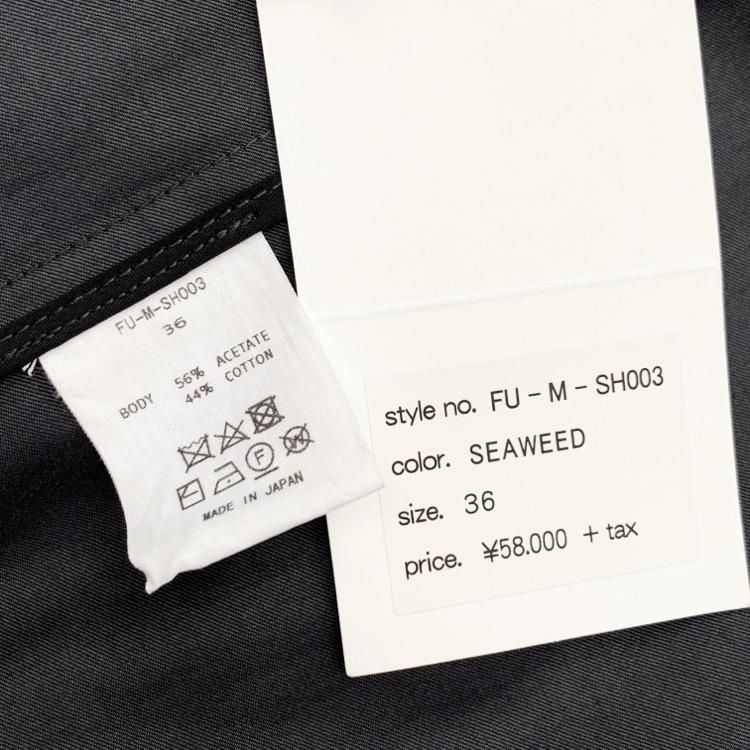 FU-M-SH003
36
BODY 56% ACETATE
44% COTTON
F W
MADE IN JAPAN
style no. FU - M - SH003
color. SEAWEED
size. 36
price. ¥58.000 + tax